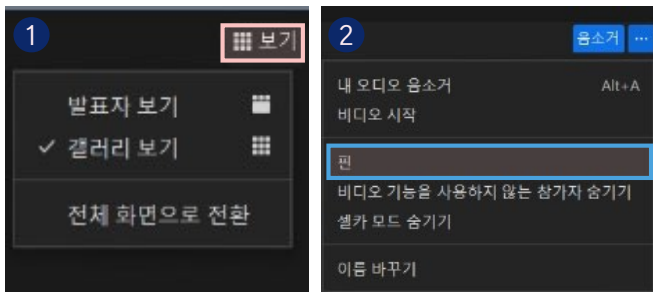 1
보기
발표자 보기
갤러리 보기
전체 화면으로 전환
2
음소거 ...
내 오디오 음소거 Alt+A
비디오 시작
핀
비디오 기능을 사용하지 않는 참가자 숨기기
셀카 모드 숨기기
이름 바꾸기